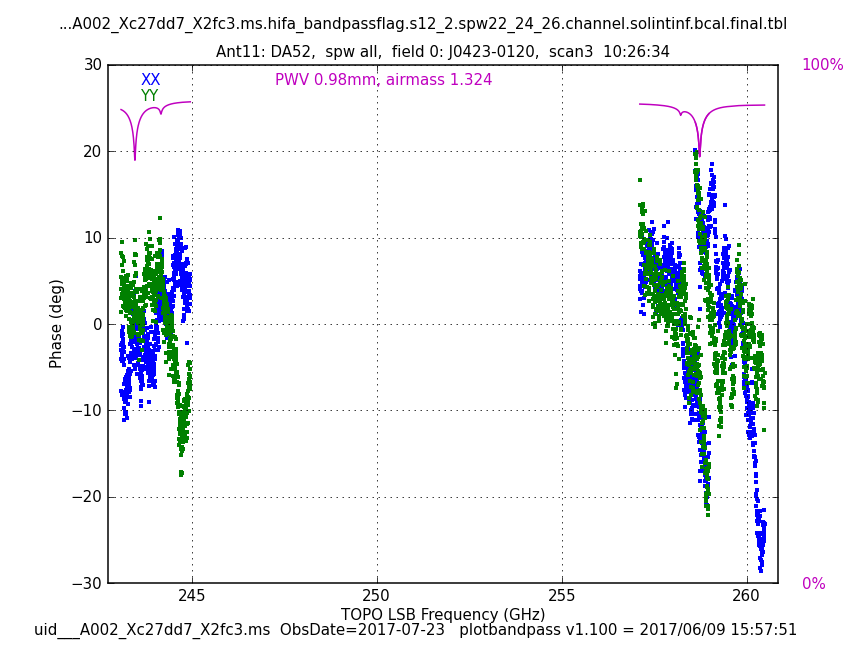 ...A002_Xc27dd7_X2fc3.ms.hifa_bandpassflag.s12_2.spw22_24_26.channel.solintinf.bcal.final.tbl
Ant11: DA52,  spw all,  field 0: J0423-0120,  scan3  10:26:34
30
XX
PWV 0.98mm, airmass 1.324
100%
YY
20
10
Phase (deg)
0
−10
−20
−30
0%
245
250
255
260
TOPO LSB Frequency (GHz)
uid___A002_Xc27dd7_X2fc3.ms  ObsDate=2017-07-23   plotbandpass v1.100 = 2017/06/09 15:57:51